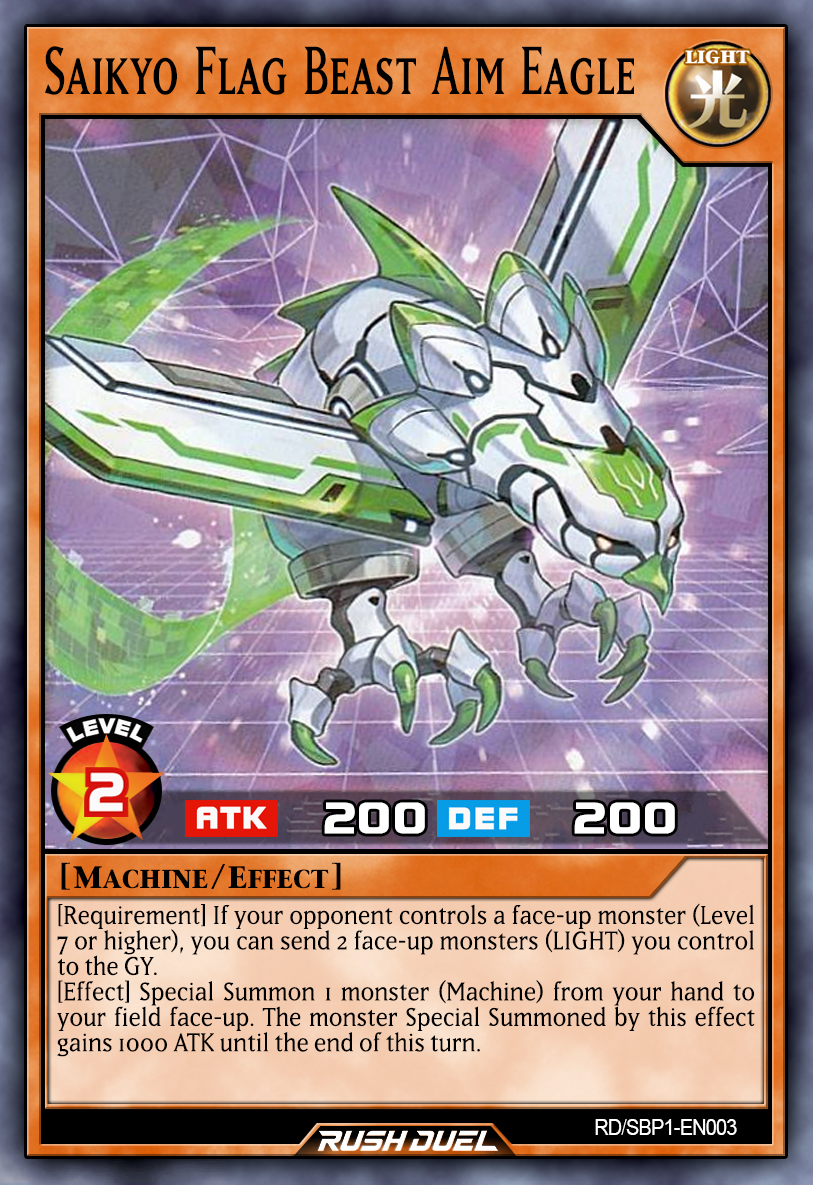 Saikyo Flag Beast Aim Eagle
LIGHT
光
LEVEL
2
ATK 200 DEF 200
[Machine/Effect]
[Requirement] If your opponent controls a face-up monster (Level
7 or higher), you can send 2 face-up monsters (LIGHT) you control
to the GY.
[Effect] Special Summon 1 monster (Machine) from your hand to
your field face-up. The monster Special Summoned by this effect
gains 1000 ATK until the end of this turn.
RD/SBP1-EN003
RUSH DUEL